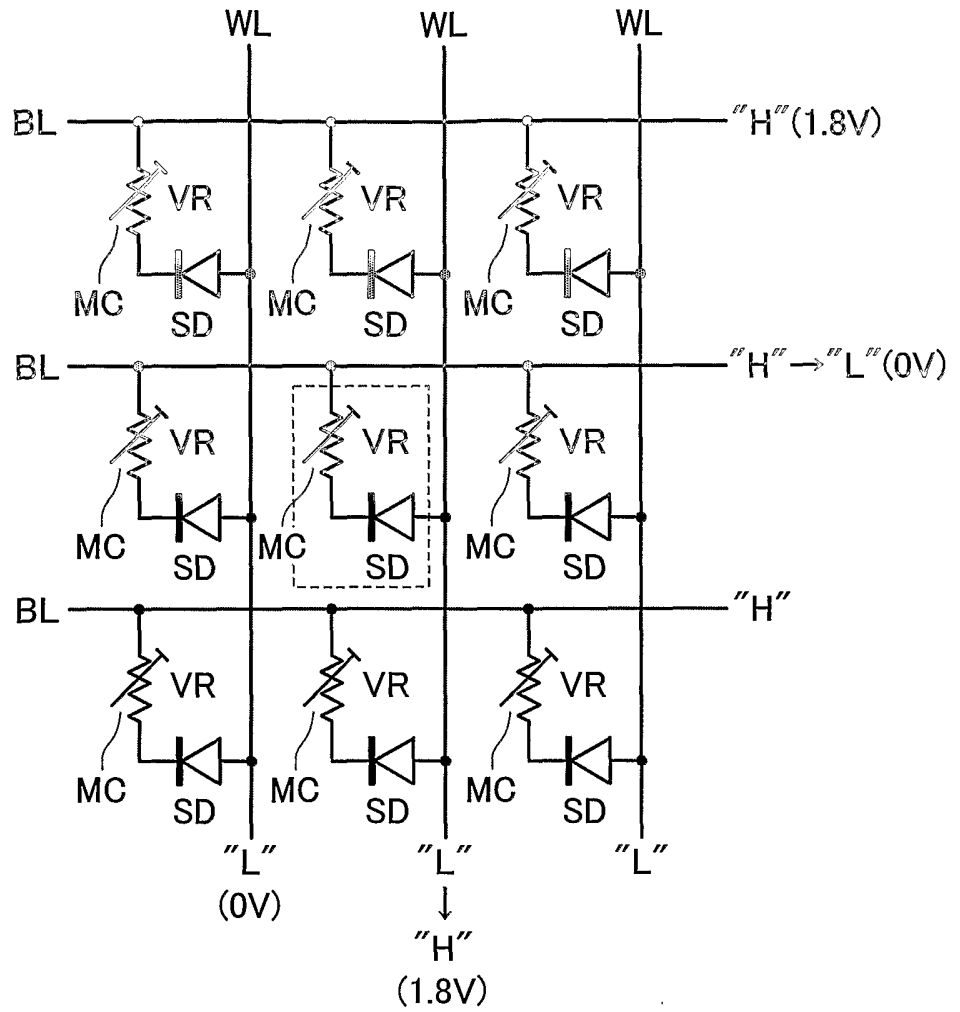 WL WL WL
BL "H"(1.8V)
VR VR VR
MC MC MC
SD SD SD
BL "H"→"L"(0V)
VR VR VR
MC MC MC
SD SD SD
BL "H"
VR VR VR
MC MC MC
SD SD SD
"L" "L" "L"
(0V) ↓
"H"
(1.8V)